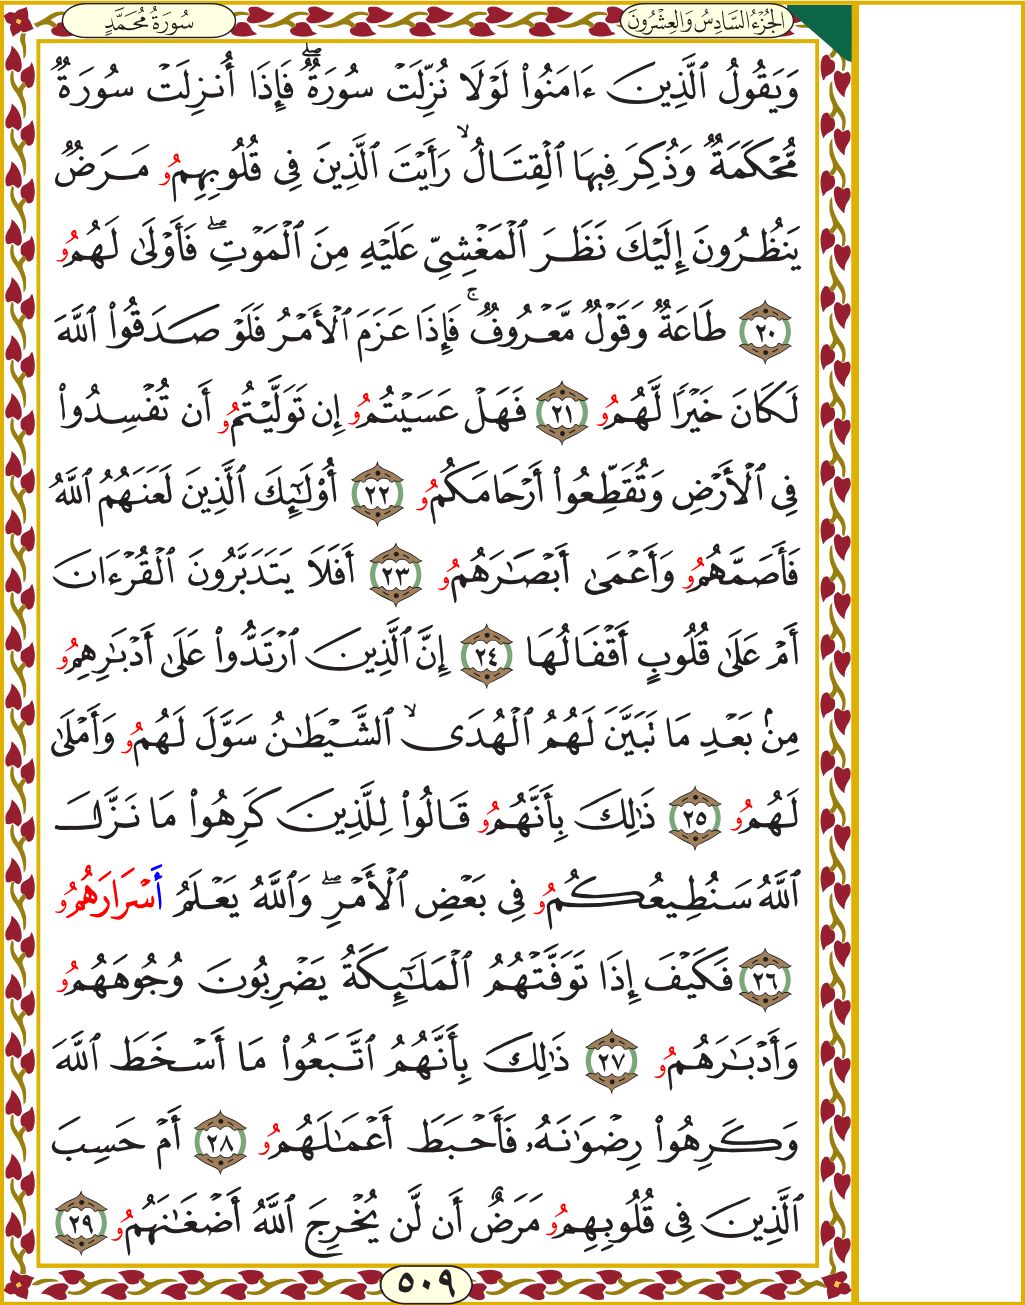 الجُزْءُ السَّادِسُ وَالعِشْرُونَ
سُورَةُ مُحَمَّدٍ
وَيَقُولُ ٱلَّذِينَ ءَامَنُوا۟ لَوْلَا نُزِّلَتْ سُورَةٌ ۖ فَإِذَا أُنزِلَتْ سُورَةٌ
مُّحْكَمَةٌ وَذُكِرَ فِيهَا ٱلْقِتَالُ ۙ رَأَيْتَ ٱلَّذِينَ فِى قُلُوبِهِمُو مَرَضٌ
يَنظُرُونَ إِلَيْكَ نَظَرَ ٱلْمَغْشِىِّ عَلَيْهِ مِنَ ٱلْمَوْتِ ۖ فَأَوْلَىٰ لَهُمُو
٢٠ طَاعَةٌ وَقَوْلٌ مَّعْرُوفٌ ۚ فَإِذَا عَزَمَ ٱلْأَمْرُ فَلَوْ صَدَقُوا۟ ٱللَّهَ
لَكَانَ خَيْرًا لَّهُمُو ٢١ فَهَلْ عَسَيْتُمُو إِن تَوَلَّيْتُمُو أَن تُفْسِدُوا۟
فِى ٱلْأَرْضِ وَتُقَطِّعُوا۟ أَرْحَامَكُمُو ٢٢ أُوْلَٰٓئِكَ ٱلَّذِينَ لَعَنَهُمُ ٱللَّهُ
فَأَصَمَّهُمُو وَأَعْمَىٰ أَبْصَٰرَهُمُو ٢٣ أَفَلَا يَتَدَبَّرُونَ ٱلْقُرْءَانَ
أَمْ عَلَىٰ قُلُوبٍ أَقْفَالُهَا ٢٤ إِنَّ ٱلَّذِينَ ٱرْتَدُّوا۟ عَلَىٰ أَدْبَٰرِهِمُو
مِنۢ بَعْدِ مَا تَبَيَّنَ لَهُمُ ٱلْهُدَى ۙ ٱلشَّيْطَٰنُ سَوَّلَ لَهُمُو وَأَمْلَىٰ
لَهُمُو ٢٥ ذَٰلِكَ بِأَنَّهُمُو قَالُوا۟ لِلَّذِينَ كَرِهُوا۟ مَا نَزَّلَ
ٱللَّهُ سَنُطِيعُكُمُو فِى بَعْضِ ٱلْأَمْرِ ۖ وَٱللَّهُ يَعْلَمُ أَسْرَارَهُمُو
٢٦ فَكَيْفَ إِذَا تَوَفَّتْهُمُ ٱلْمَلَٰٓئِكَةُ يَضْرِبُونَ وُجُوهَهُمُو
وَأَدْبَٰرَهُمُو ٢٧ ذَٰلِكَ بِأَنَّهُمُ ٱتَّبَعُوا۟ مَا أَسْخَطَ ٱللَّهَ
وَكَرِهُوا۟ رِضْوَٰنَهُۥ فَأَحْبَطَ أَعْمَٰلَهُمُو ٢٨ أَمْ حَسِبَ
ٱلَّذِينَ فِى قُلُوبِهِمُو مَرَضٌ أَن لَّن يُخْرِجَ ٱللَّهُ أَضْغَٰنَهُمُو ٢٩
٥٠٩